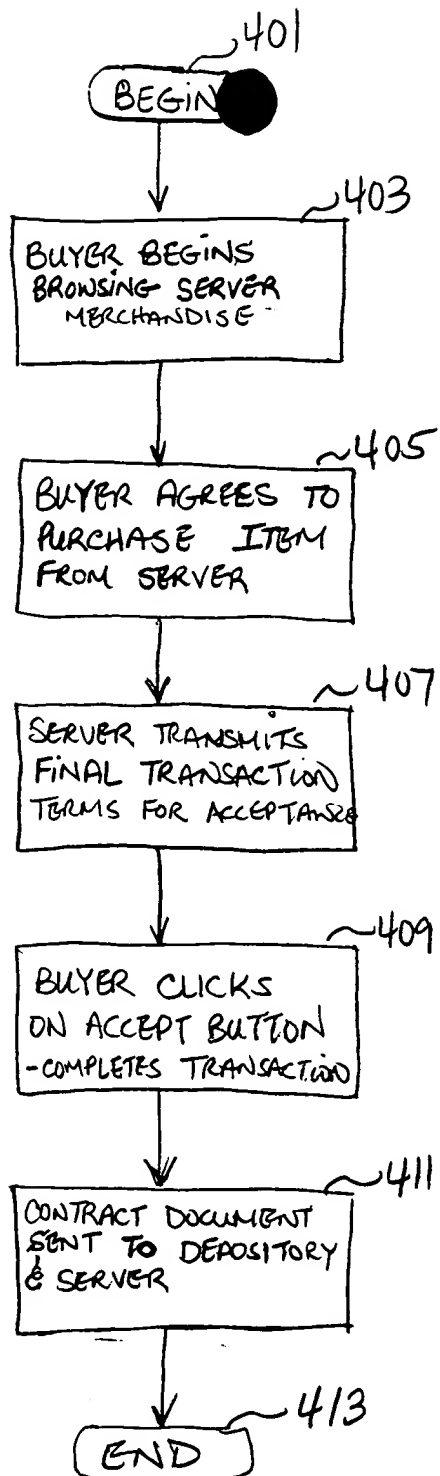 401
BEGIN
403
BUYER BEGINS
BROWSING SERVER
MERCHANDISE
405
BUYER AGREES TO
PURCHASE ITEM
FROM SERVER
407
SERVER TRANSMITS
FINAL TRANSACTION
TERMS FOR ACCEPTANCE
409
BUYER CLICKS
ON ACCEPT BUTTON
-COMPLETES TRANSACTION
411
CONTRACT DOCUMENT
SENT TO DEPOSITORY
& SERVER
413
END